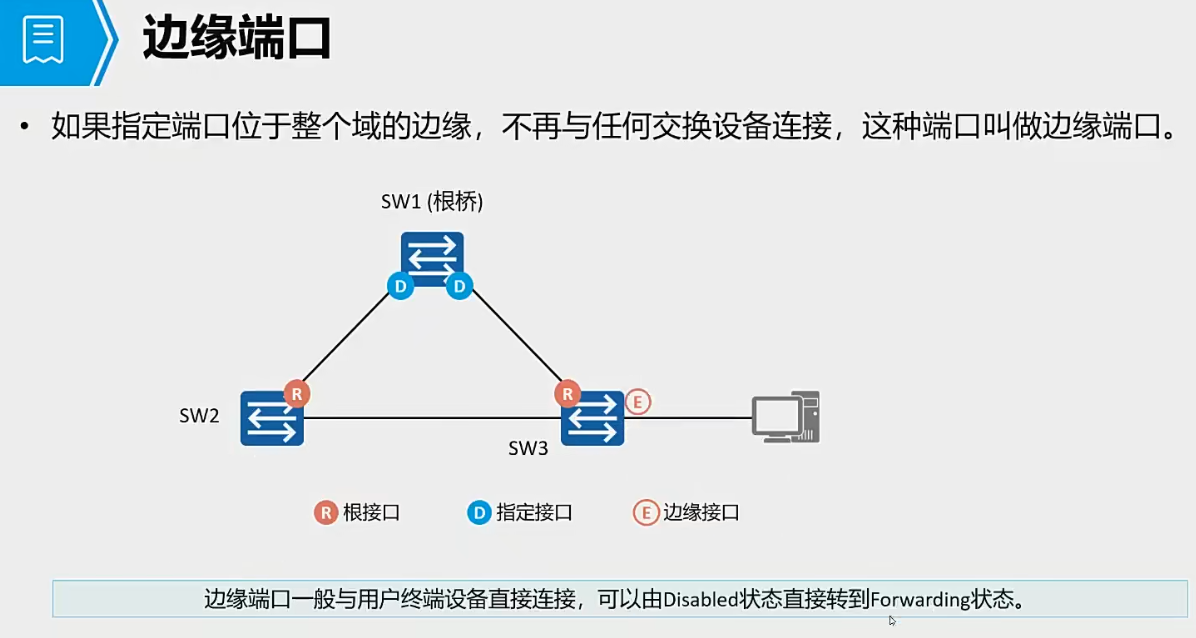 边缘端口
• 如果指定端口位于整个域的边缘，不再与任何交换设备连接，这种端口叫做边缘端口。
SW1 (根桥)
D
D
R
R
E
SW2
SW3
R 根接口
D 指定接口
E 边缘接口
边缘端口一般与用户终端设备直接连接，可以由Disabled状态直接转到Forwarding状态。